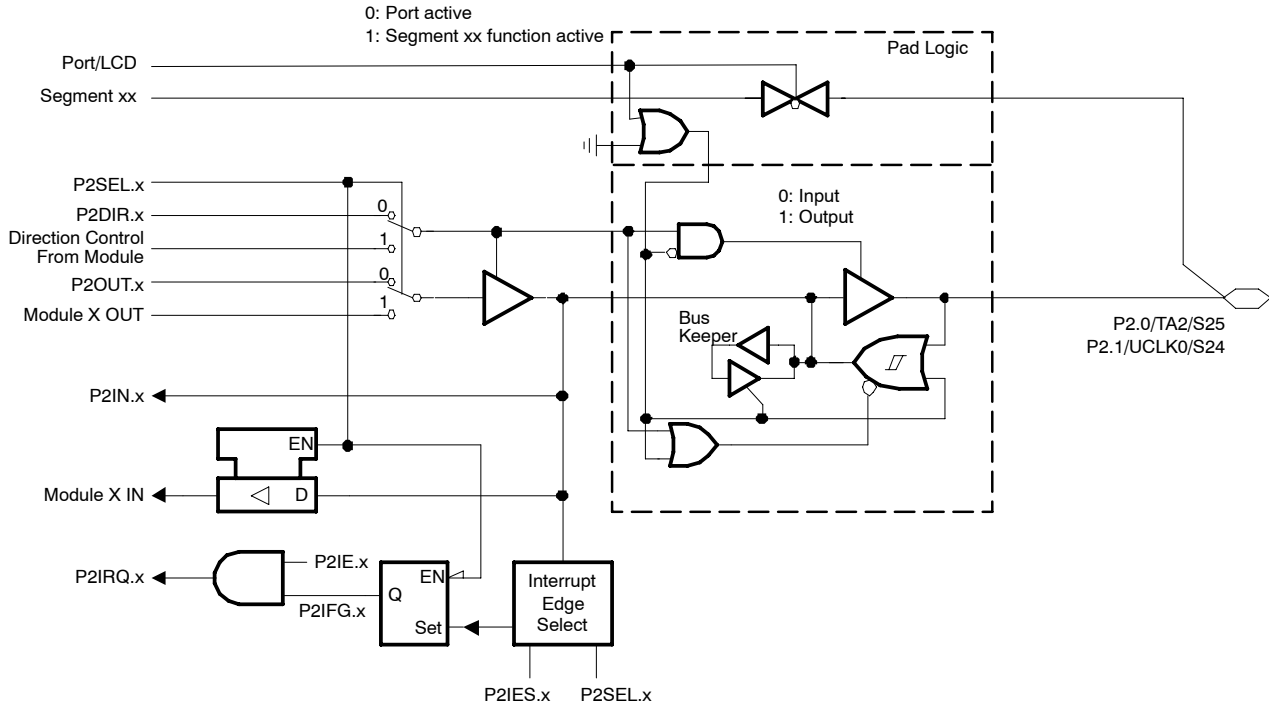 0: Port active
1: Segment xx function active
Pad Logic
Port/LCD
Segment xx
P2SEL.x
0: Input
1: Output
P2DIR.x
0
Direction Control
From Module
1
P2OUT.x
0
Module X OUT
1
Bus
Keeper
P2.0/TA2/S25
P2.1/UCLK0/S24
P2IN.x
EN
Module X IN
D
P2IRQ.x
P2IE.x
P2IFG.x
EN
Q
Set
Interrupt
Edge
Select
P2IES.x
P2SEL.x